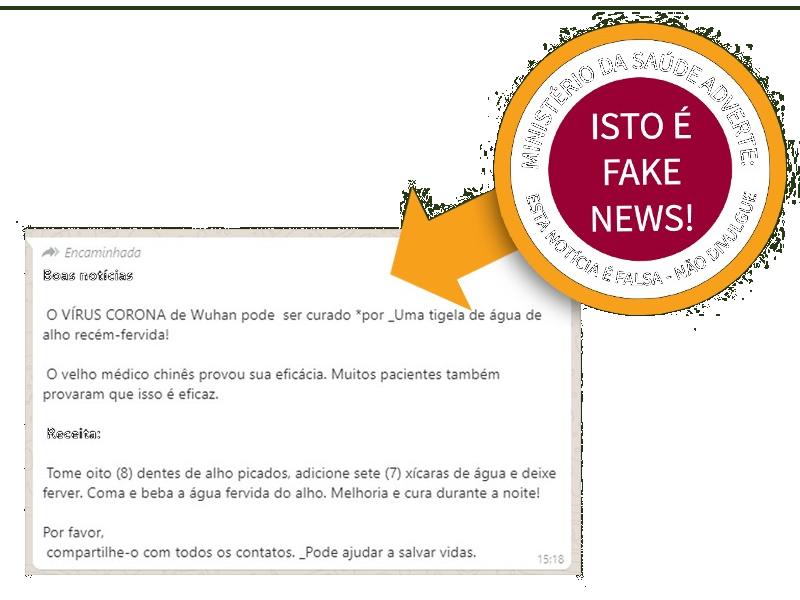 MINISTÉRIO DA SAÚDE ADVERTE:
ISTO É
FAKE
NEWS!
ESTA NOTÍCIA É FALSA - NÃO DIVULGUE
Encaminhada
Boas notícias
O VÍRUS CORONA de Wuhan pode  ser curado *por _Uma tigela de água de
alho recém-fervida!
O velho médico chinês provou sua eficácia. Muitos pacientes também
provaram que isso é eficaz.
Receita:
Tome oito (8) dentes de alho picados, adicione sete (7) xícaras de água e deixe
ferver. Coma e beba a água fervida do alho. Melhoria e cura durante a noite!
Por favor,
compartilhe-o com todos os contatos. _Pode ajudar a salvar vidas.
15:18